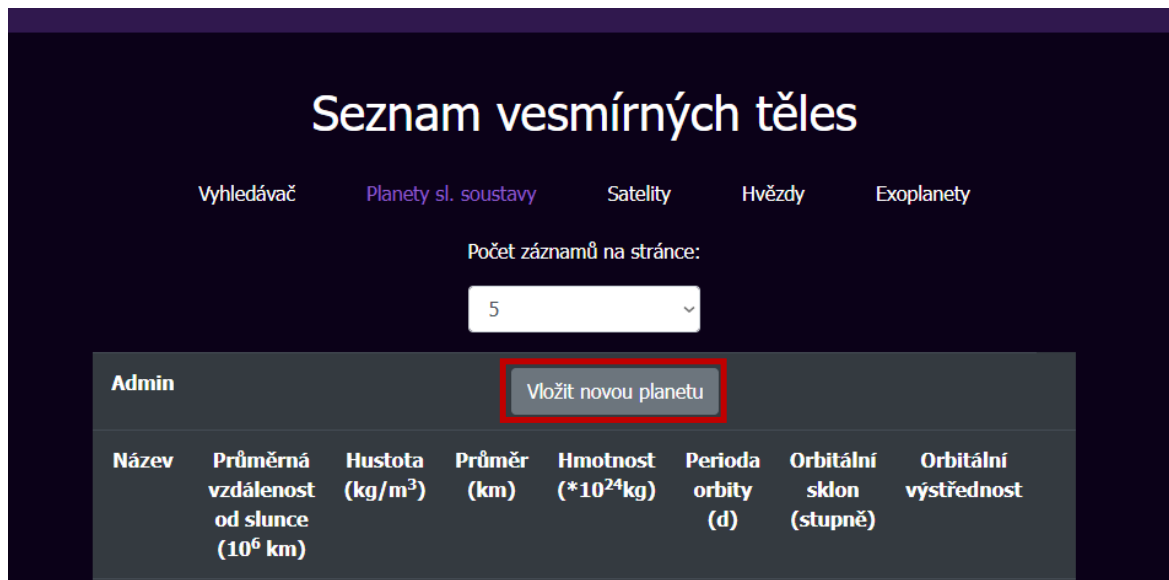 Seznam vesmírných těles
Vyhledávač Planety sl. soustavy Satelity Hvězdy Exoplanety
Počet záznamů na stránce:
5
Admin Vložit novou planetu
Název Průměrná Hustota Průměr Hmotnost Perioda Orbitální Orbitální
vzdálenost (kg/m³) (km) (*10²⁴kg) orbity sklon výstřednost
od slunce (d) (stupně)
(10⁶ km)